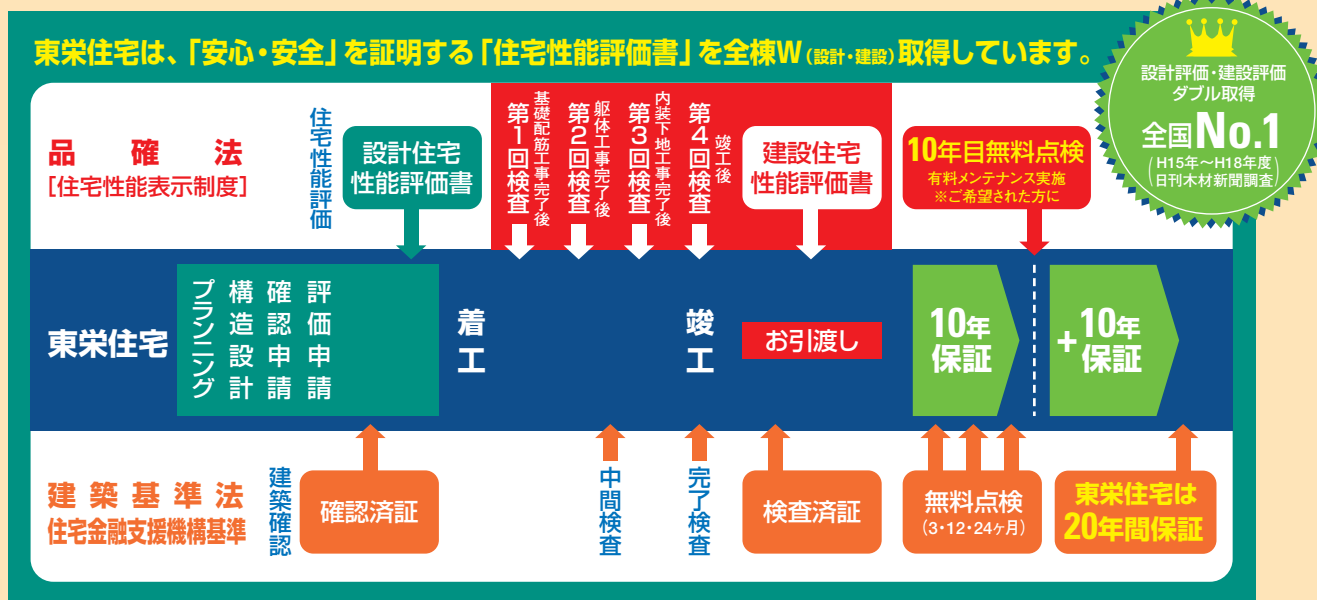 東栄住宅は、「安心・安全」を証明する「住宅性能評価書」を全棟W(設計・建設)取得しています。
設計評価・建設評価
ダブル取得
全国No.1
(H15年〜H18年度
日刊木材新聞調査)
品確法
[住宅性能表示制度]
住宅性能評価
設計住宅
性能評価書
第1回検査
基礎配筋工事完了後
第2回検査
躯体工事完了後
第3回検査
内装下地工事完了後
第4回検査
竣工後
建設住宅
性能評価書
10年目無料点検
有料メンテナンス実施
※ご希望された方に
東栄住宅
プランニング
構造設計
確認申請
評価申請
着工
竣工
お引渡し
10年
保証
+10年
保証
建築基準法
住宅金融支援機構基準
建築確認
確認済証
中間検査
完了検査
検査済証
無料点検
(3・12・24ヶ月)
東栄住宅は
20年間保証